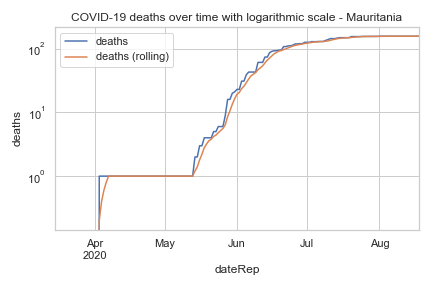 COVID-19 deaths over time with logarithmic scale - Mauritania
deaths
deaths (rolling)
10²
10¹
10⁰
deaths
Apr
2020
May
Jun
Jul
Aug
dateRep